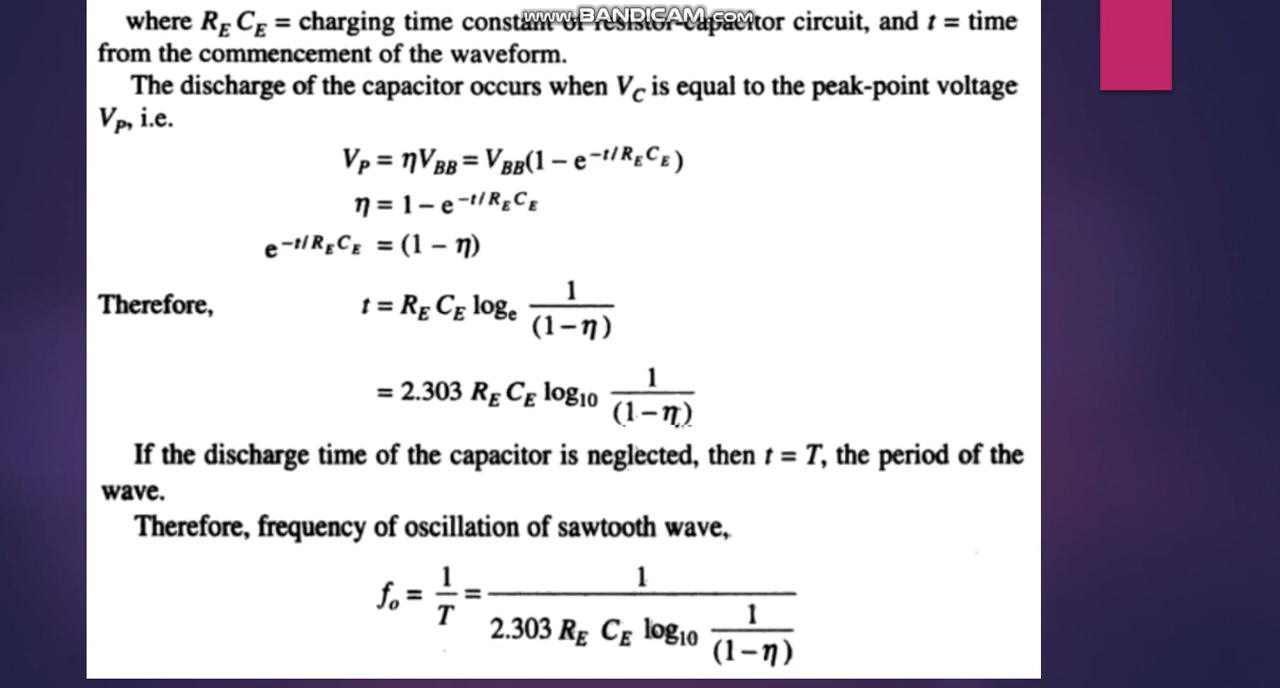 www.BANDICAM.com
where R_E C_E = charging time constant of resistor-capacitor circuit, and t = time
from the commencement of the waveform.
The discharge of the capacitor occurs when V_C is equal to the peak-point voltage
V_P, i.e.
V_P = ηV_BB = V_BB(1 – e^{–t/R_E C_E})
η = 1 – e^{–t/R_E C_E}
e^{–t/R_E C_E} = (1 – η)
Therefore, t = R_E C_E log_e 1/(1–η)
= 2.303 R_E C_E log_10 1/(1–η)
If the discharge time of the capacitor is neglected, then t = T, the period of the
wave.
Therefore, frequency of oscillation of sawtooth wave,
f_o = 1/T = 1/(2.303 R_E C_E log_10 1/(1–η))